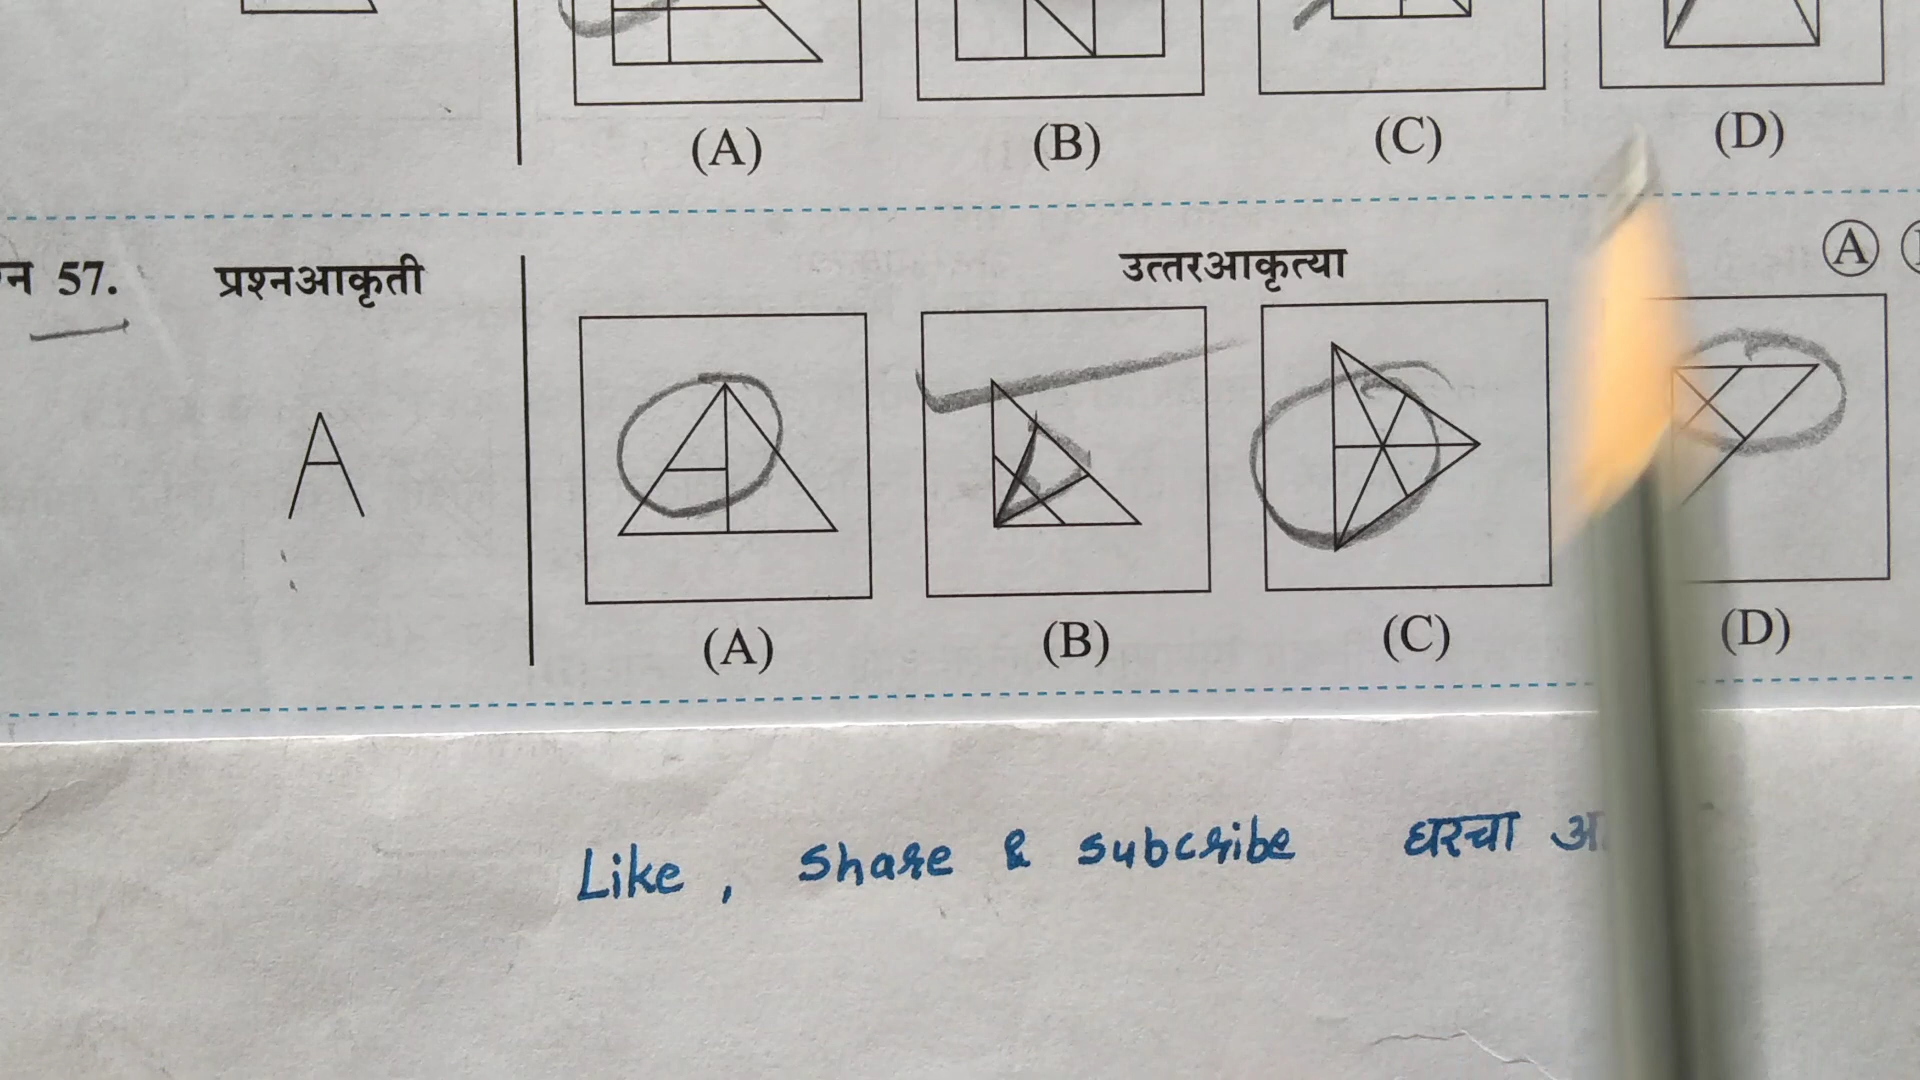 (A) (B) (C) (D)
57. प्रश्नआकृती उत्तरआकृत्या A
A
(A) (B) (C) (D)
Like, Share & subcribe घरचा